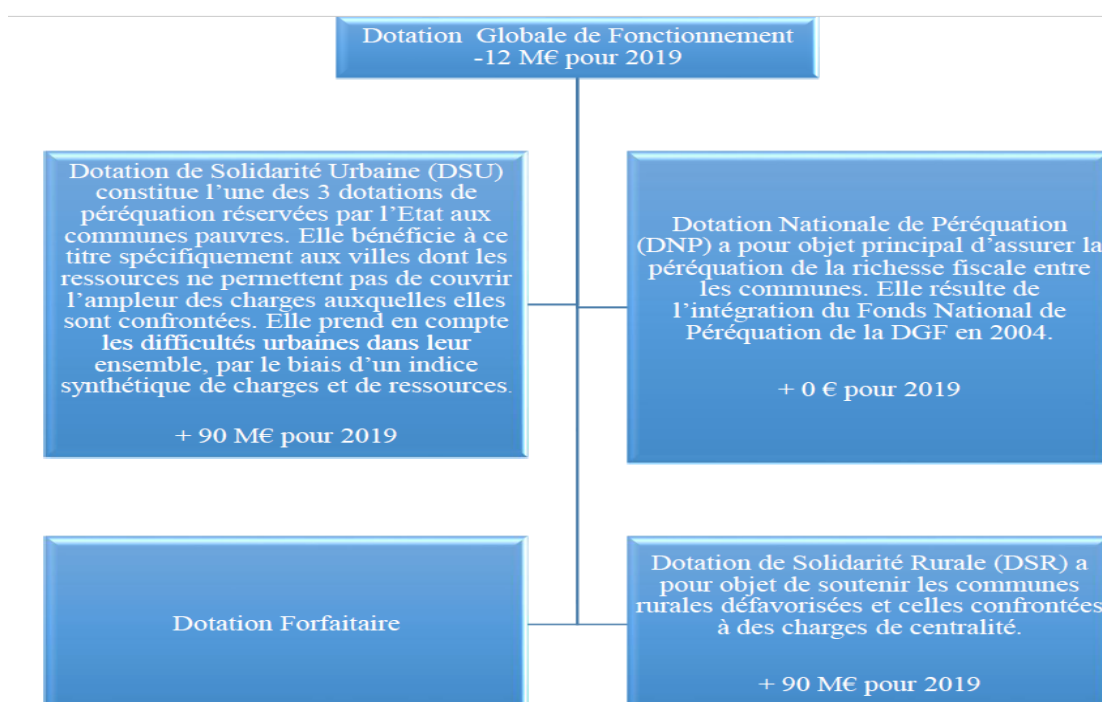 Dotation Globale de Fonctionnement
-12 M€ pour 2019
Dotation de Solidarité Urbaine (DSU)
constitue l’une des 3 dotations de
péréquation réservées par l’Etat aux
communes pauvres. Elle bénéficie à ce
titre spécifiquement aux villes dont les
ressources ne permettent pas de couvrir
l’ampleur des charges auxquelles elles
sont confrontées. Elle prend en compte
les difficultés urbaines dans leur
ensemble, par le biais d’un indice
synthétique de charges et de ressources.
+ 90 M€ pour 2019
Dotation Nationale de Péréquation
(DNP) a pour objet principal d’assurer la
péréquation de la richesse fiscale entre
les communes. Elle résulte de
l’intégration du Fonds National de
Péréquation de la DGF en 2004.
+ 0 € pour 2019
Dotation Forfaitaire
Dotation de Solidarité Rurale (DSR) a
pour objet de soutenir les communes
rurales défavorisées et celles confrontées
à des charges de centralité.
+ 90 M€ pour 2019